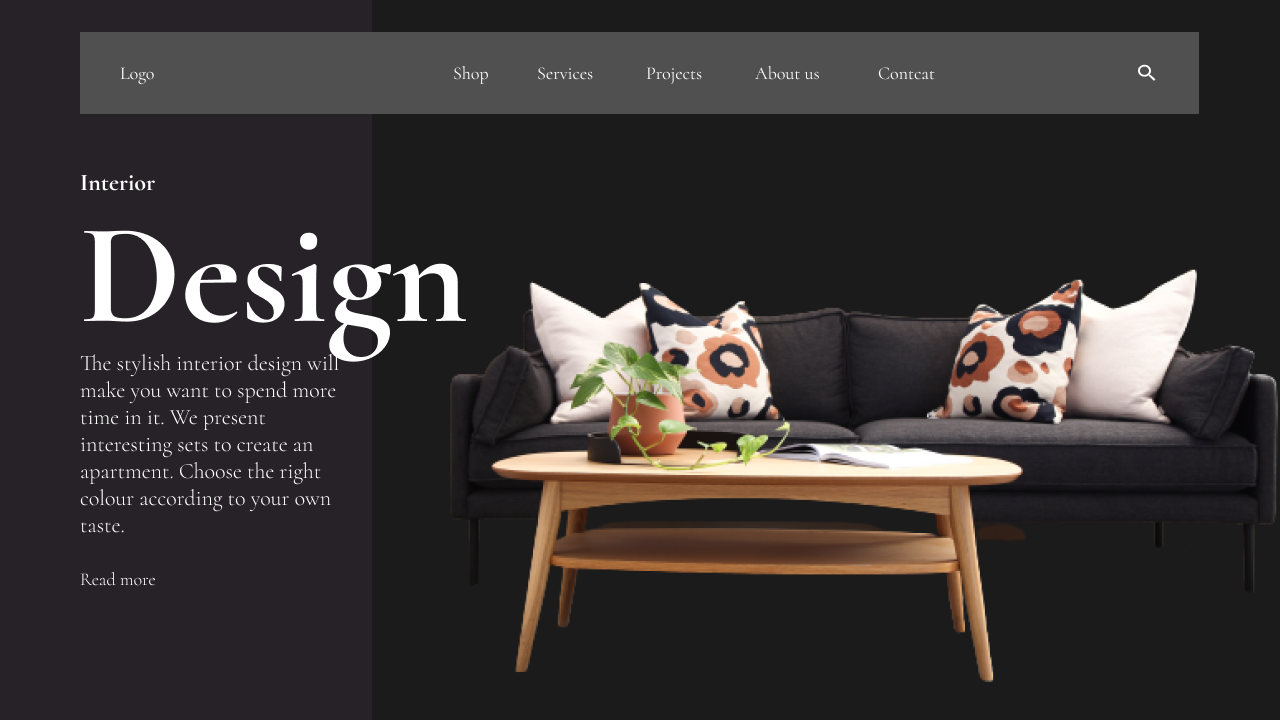 Logo Shop Services Projects About us Contcat
Interior
Design
The stylish interior design will
make you want to spend more
time in it. We present
interesting sets to create an
apartment. Choose the right
colour according to your own
taste.
Read more